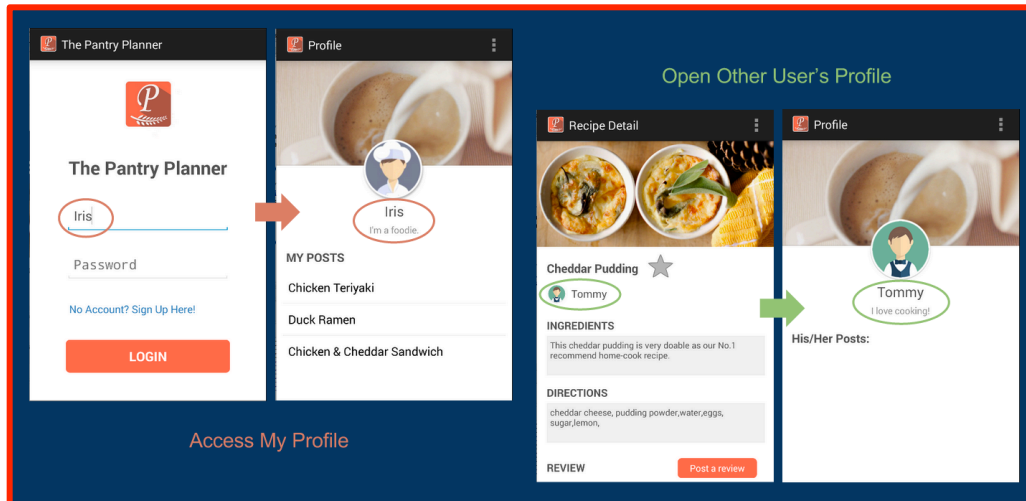 The Pantry Planner
P
The Pantry Planner
Iris
Password
No Account? Sign Up Here!
LOGIN
Profile
Iris
I'm a foodie.
MY POSTS
Chicken Teriyaki
Duck Ramen
Chicken & Cheddar Sandwich
Access My Profile
Open Other User's Profile
Recipe Detail
Cheddar Pudding
Tommy
INGREDIENTS
This cheddar pudding is very doable as our No.1
recommend home-cook recipe.
DIRECTIONS
cheddar cheese, pudding powder,water,eggs,
sugar,lemon,
REVIEW
Post a review
Profile
Tommy
I love cooking!
His/Her Posts: